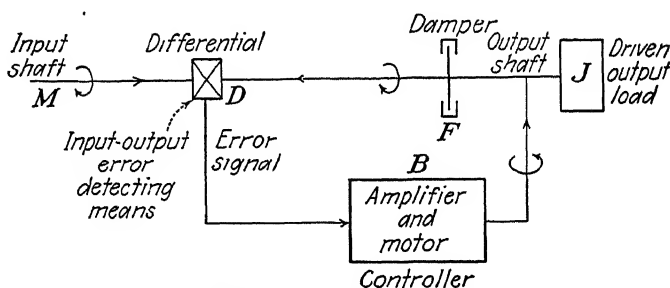 Input
shaft
M
Differential
D
Input-output
error
detecting
means
Error
signal
Damper
F
Output
shaft
J
Driven
output
load
B
Amplifier
and
motor
Controller